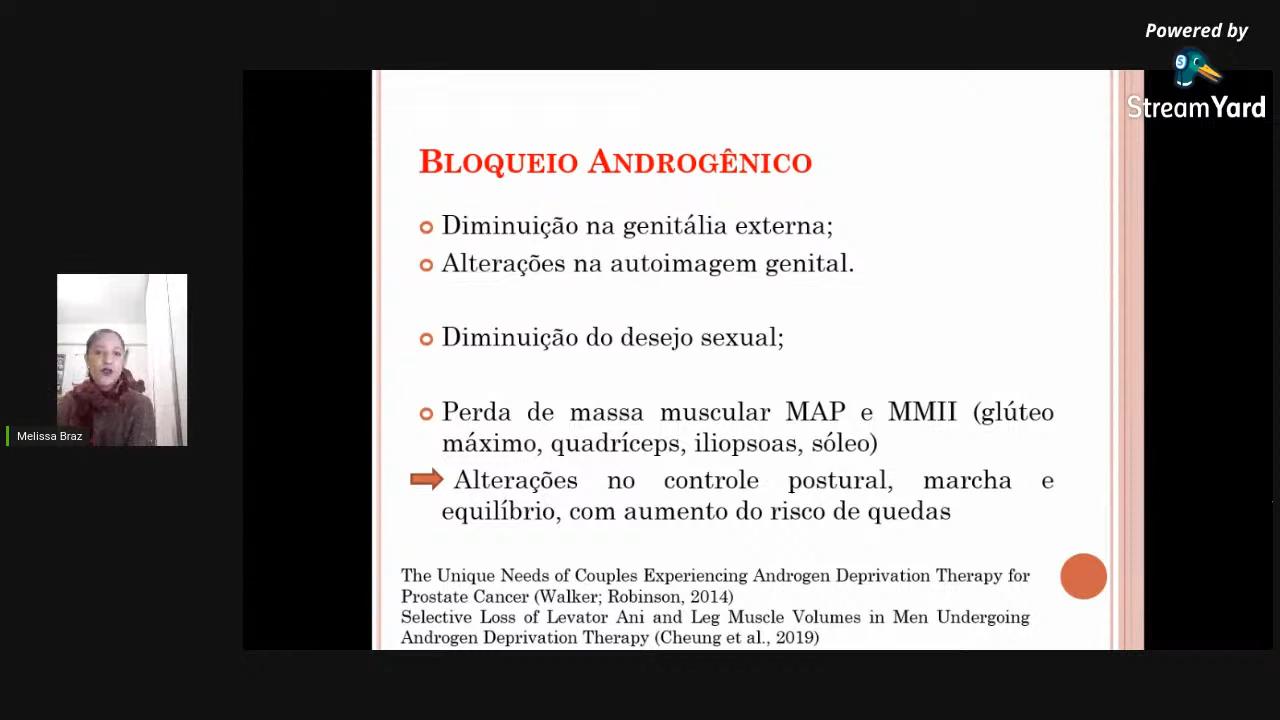 Powered by
StreamYard
BLOQUEIO ANDROGÊNICO
Diminuição na genitália externa;
Alterações na autoimagem genital.
Diminuição do desejo sexual;
Perda de massa muscular MAP e MMII (glúteo
máximo, quadríceps, iliopsoas, sóleo)
Alterações no controle postural, marcha e
equilíbrio, com aumento do risco de quedas
The Unique Needs of Couples Experiencing Androgen Deprivation Therapy for
Prostate Cancer (Walker; Robinson, 2014)
Selective Loss of Levator Ani and Leg Muscle Volumes in Men Undergoing
Androgen Deprivation Therapy (Cheung et al., 2019)
Melissa Braz